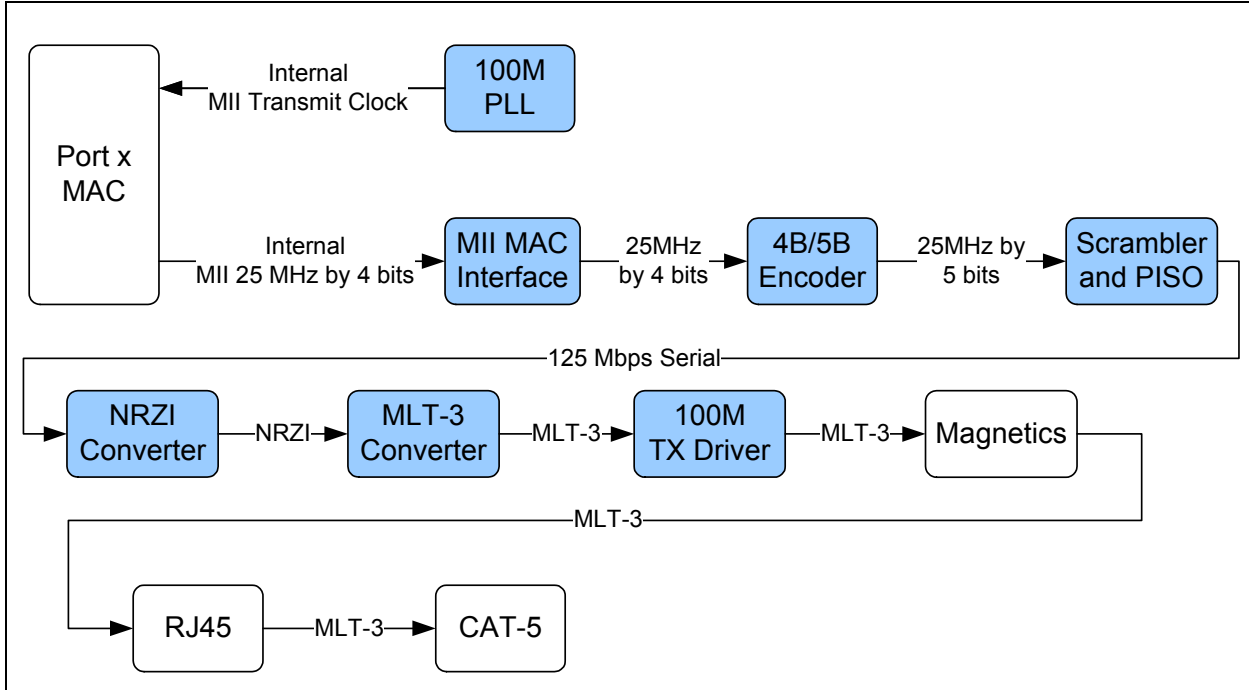 Internal
MII Transmit Clock
100M
PLL
Port x
MAC
Internal
MII 25 MHz by 4 bits
MII MAC
Interface
25MHz
by 4 bits
4B/5B
Encoder
25MHz by
5 bits
Scrambler
and PISO
125 Mbps Serial
NRZI
Converter
NRZI
MLT-3
Converter
MLT-3
100M
TX Driver
MLT-3
Magnetics
MLT-3
RJ45
MLT-3
CAT-5